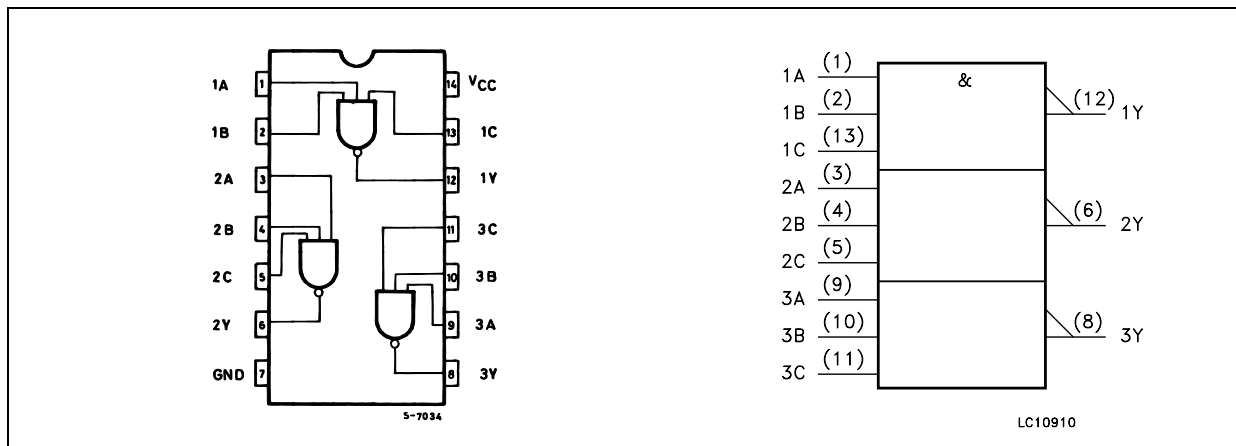 1A 1 14 VCC
1B 2 13 1C
2A 3 12 1Y
2B 4 11 3C
2C 5 10 3B
2Y 6 9 3A
GND 7 8 3Y
S-7034
&
1A (1)
1B (2)
1C (13)
2A (3)
2B (4)
2C (5)
3A (9)
3B (10)
3C (11)
(12) 1Y
(6) 2Y
(8) 3Y
LC10910